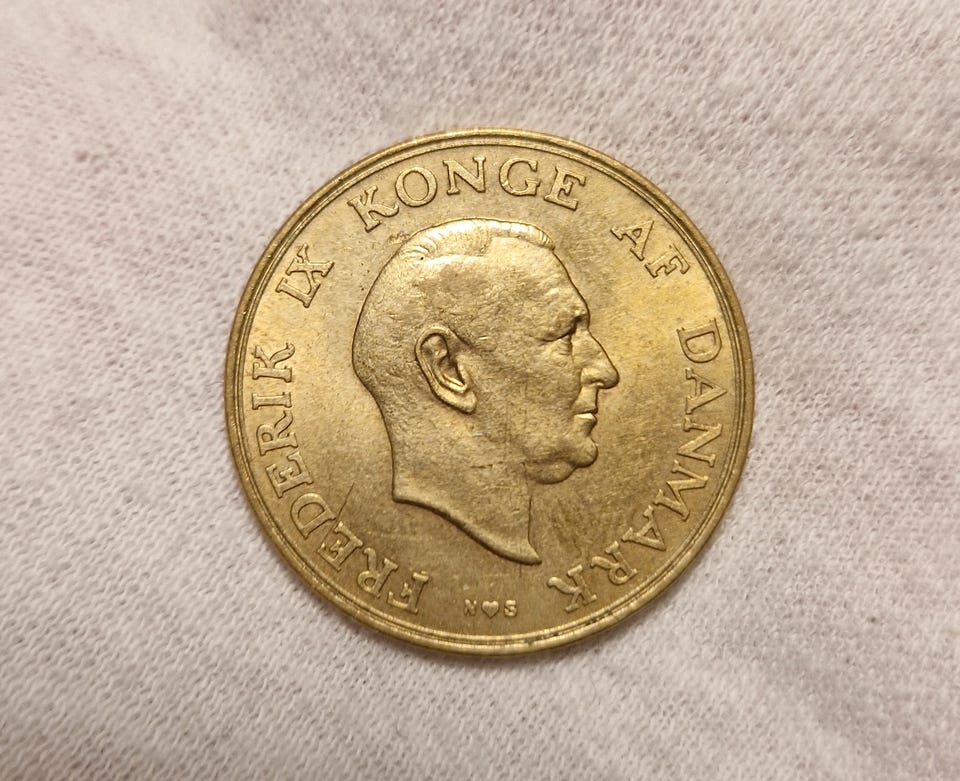 FREDERIK IX KONGE AF DANMARK
N♥S